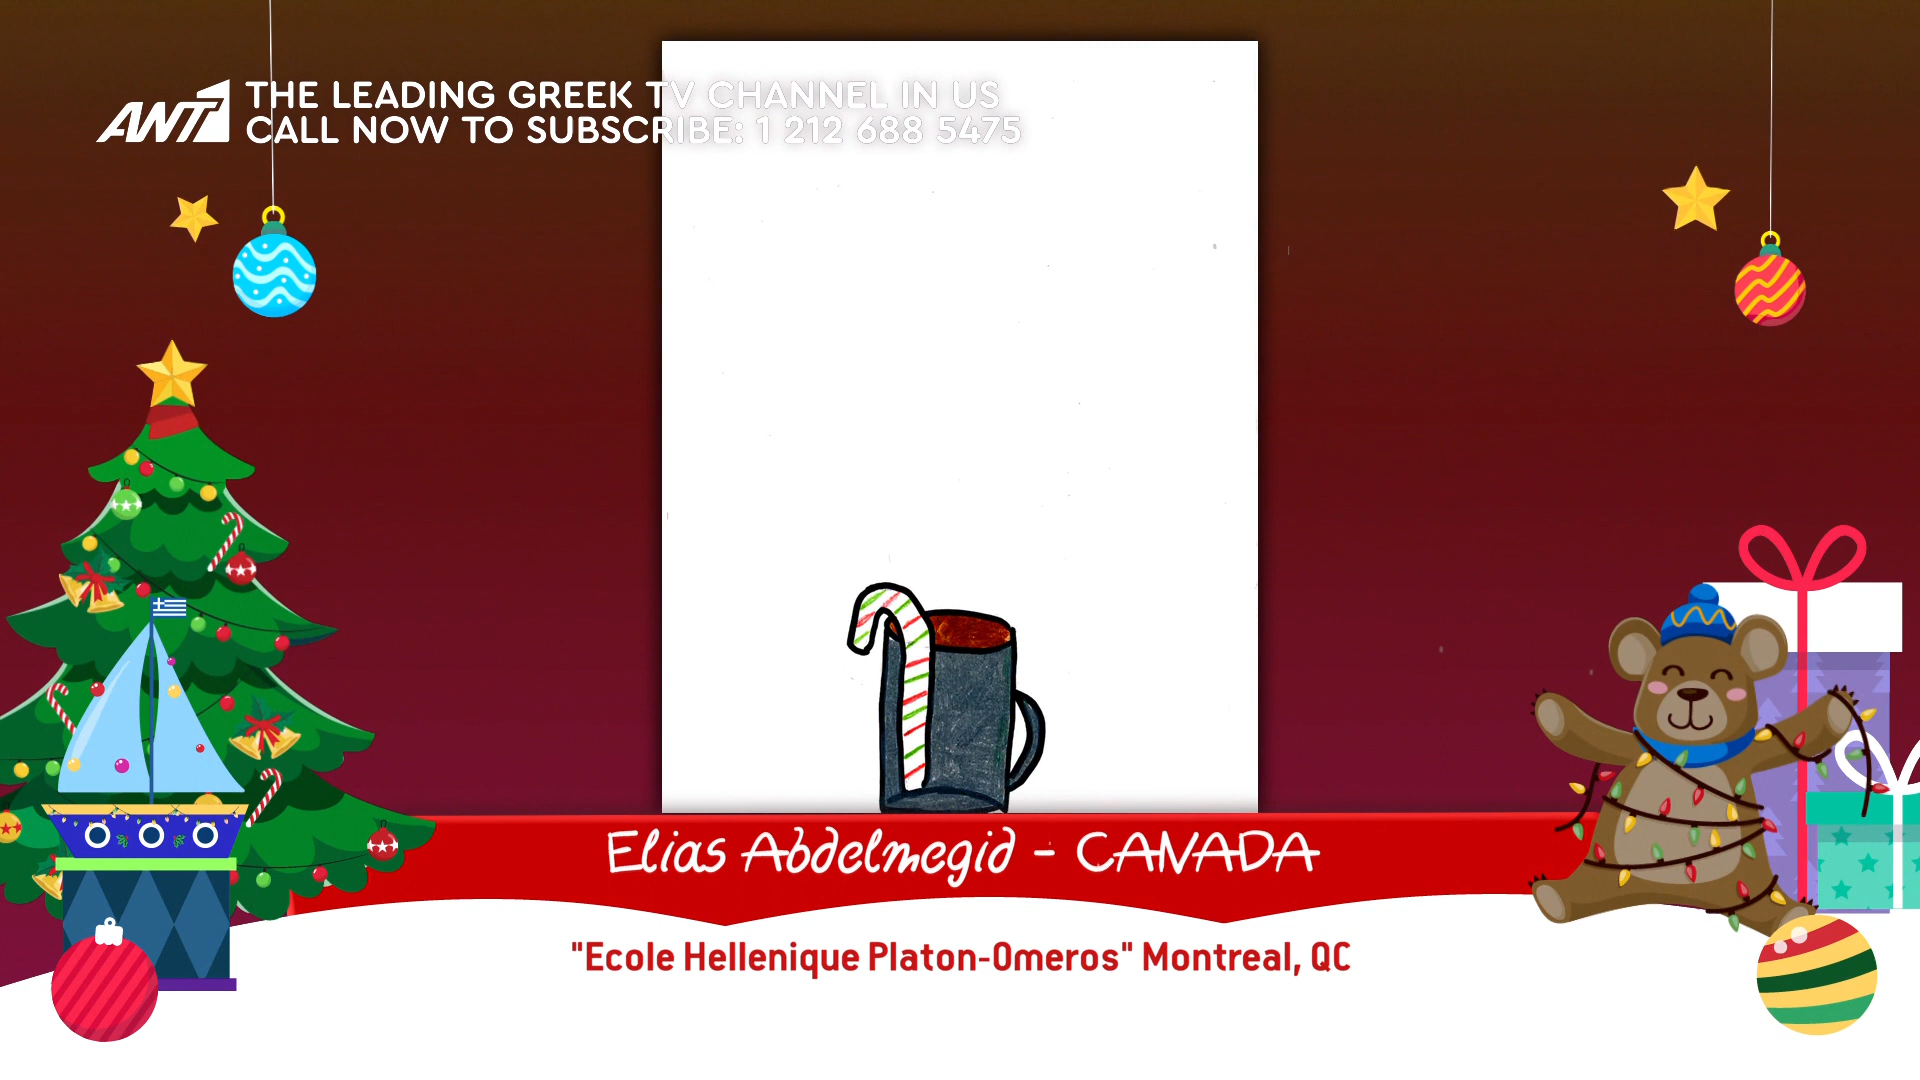 ANT1 THE LEADING GREEK TV CHANNEL IN US
CALL NOW TO SUBSCRIBE: 1 212 688 5475
Elias Abdelmegid - CANADA
"Ecole Hellenique Platon-Omeros" Montreal, QC